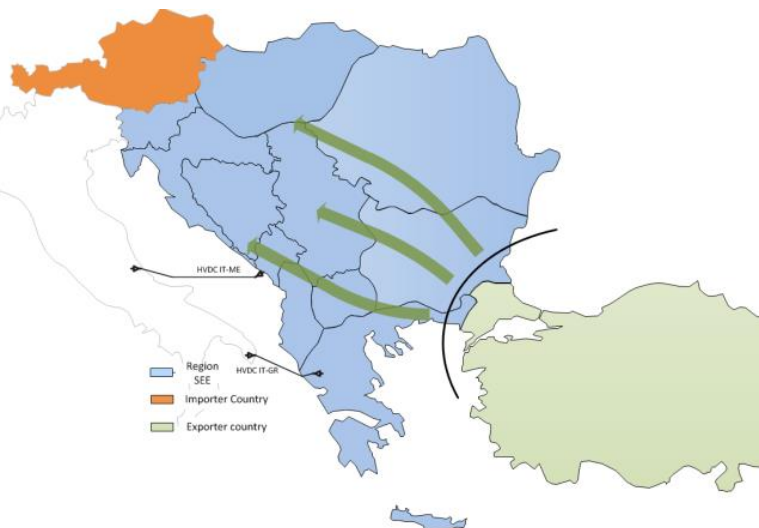 HVDC IT-ME
HVDC IT-GR
Region
SEE
Importer Country
Exporter country